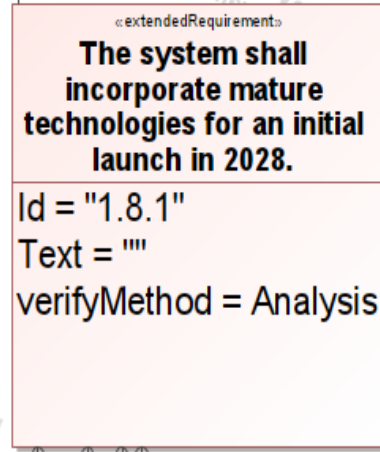 «extendedRequirement»
The system shall
incorporate mature
technologies for an initial
launch in 2028.
Id = "1.8.1"
Text = ""
verifyMethod = Analysis